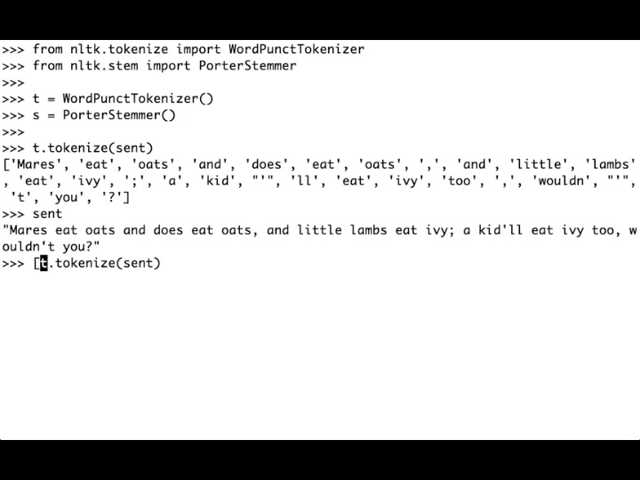 >>> from nltk.tokenize import WordPunctTokenizer
>>> from nltk.stem import PorterStemmer
>>>
>>> t = WordPunctTokenizer()
>>> s = PorterStemmer()
>>>
>>> t.tokenize(sent)
['Mares', 'eat', 'oats', 'and', 'does', 'eat', 'oats', ',', 'and', 'little', 'lambs'
, 'eat', 'ivy', ';', 'a', 'kid', "'", 'll', 'eat', 'ivy', 'too', ',', 'wouldn', "'",
 't', 'you', '?']
>>> sent
"Mares eat oats and does eat oats, and little lambs eat ivy; a kid'll eat ivy too, w
ouldn't you?"
>>> [t.tokenize(sent)